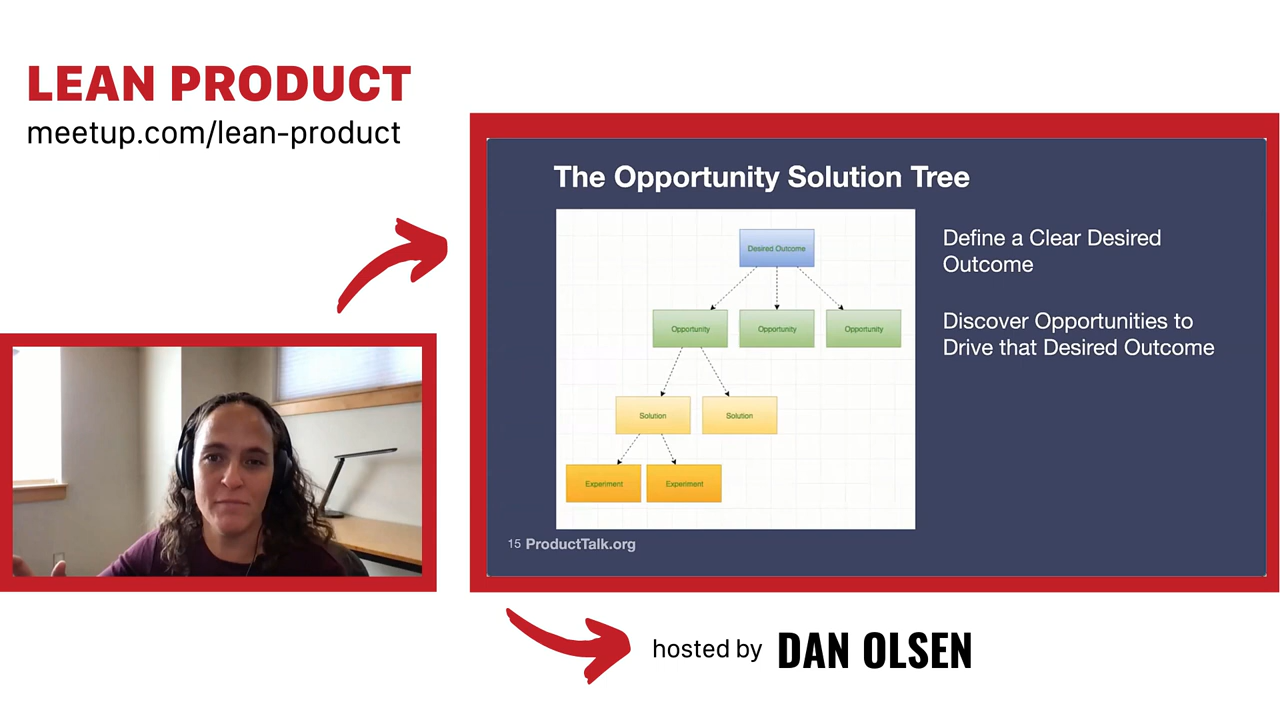 LEAN PRODUCT
meetup.com/lean-product
The Opportunity Solution Tree
Desired Outcome
Opportunity
Opportunity
Opportunity
Solution
Solution
Experiment
Experiment
Define a Clear Desired
Outcome
Discover Opportunities to
Drive that Desired Outcome
15 ProductTalk.org
hosted by DAN OLSEN